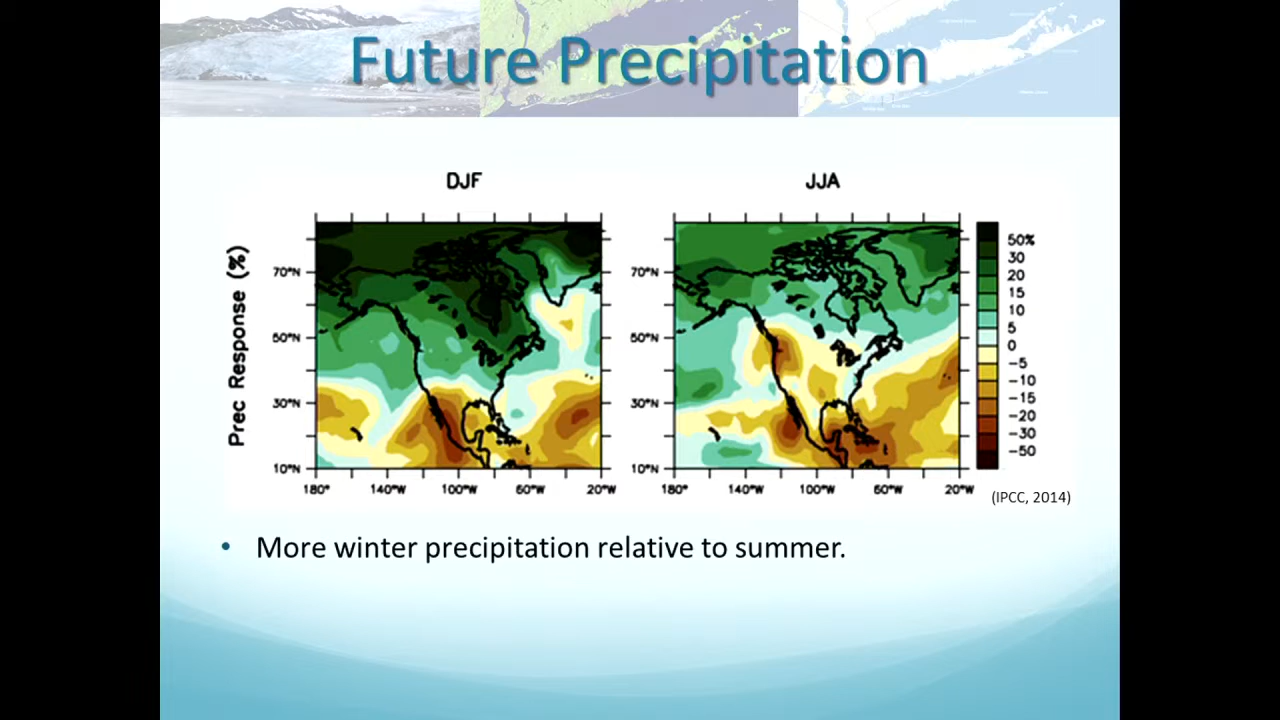 Future Precipitation
DJF
JJA
Prec Response (%)
70°N
50°N
30°N
10°N
180°
140°W
100°W
60°W
20°W
70°N
50°N
30°N
10°N
180°
140°W
100°W
60°W
20°W
50%
30
20
15
10
5
0
-5
-10
-15
-20
-30
-50
(IPCC, 2014)
• More winter precipitation relative to summer.